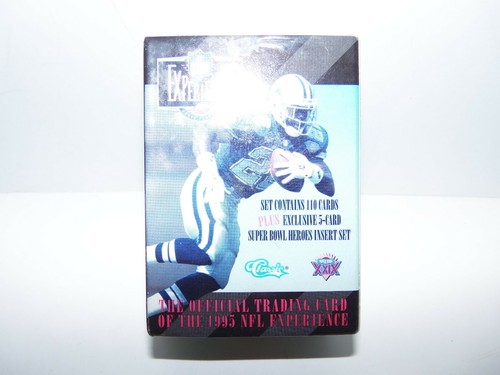 SET CONTAINS 110 CARDS
PLUS EXCLUSIVE 5-CARD
SUPER BOWL HEROES INSERT SET
Classic®
XXIX
THE OFFICIAL TRADING CARD
OF THE 1995 NFL EXPERIENCE